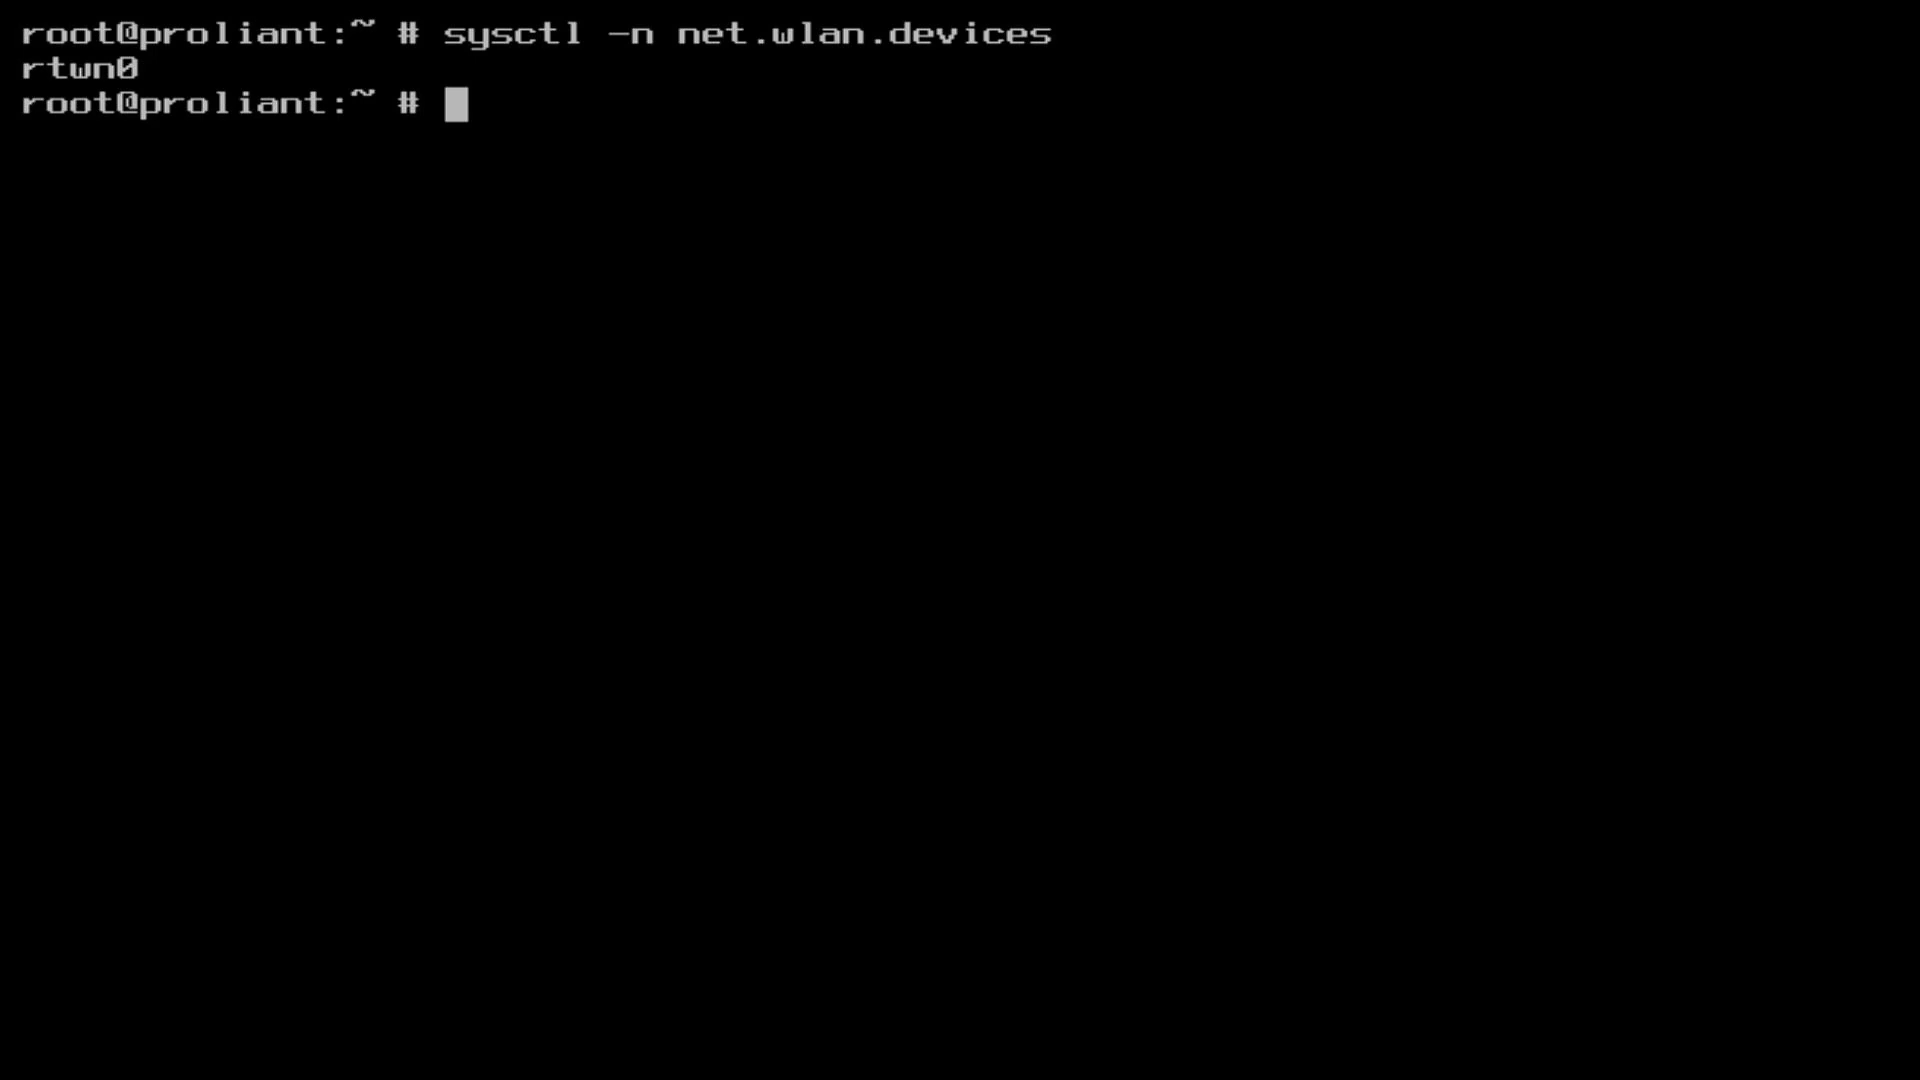 root@proliant:~ # sysctl -n net.wlan.devices
rtwn0
root@proliant:~ #